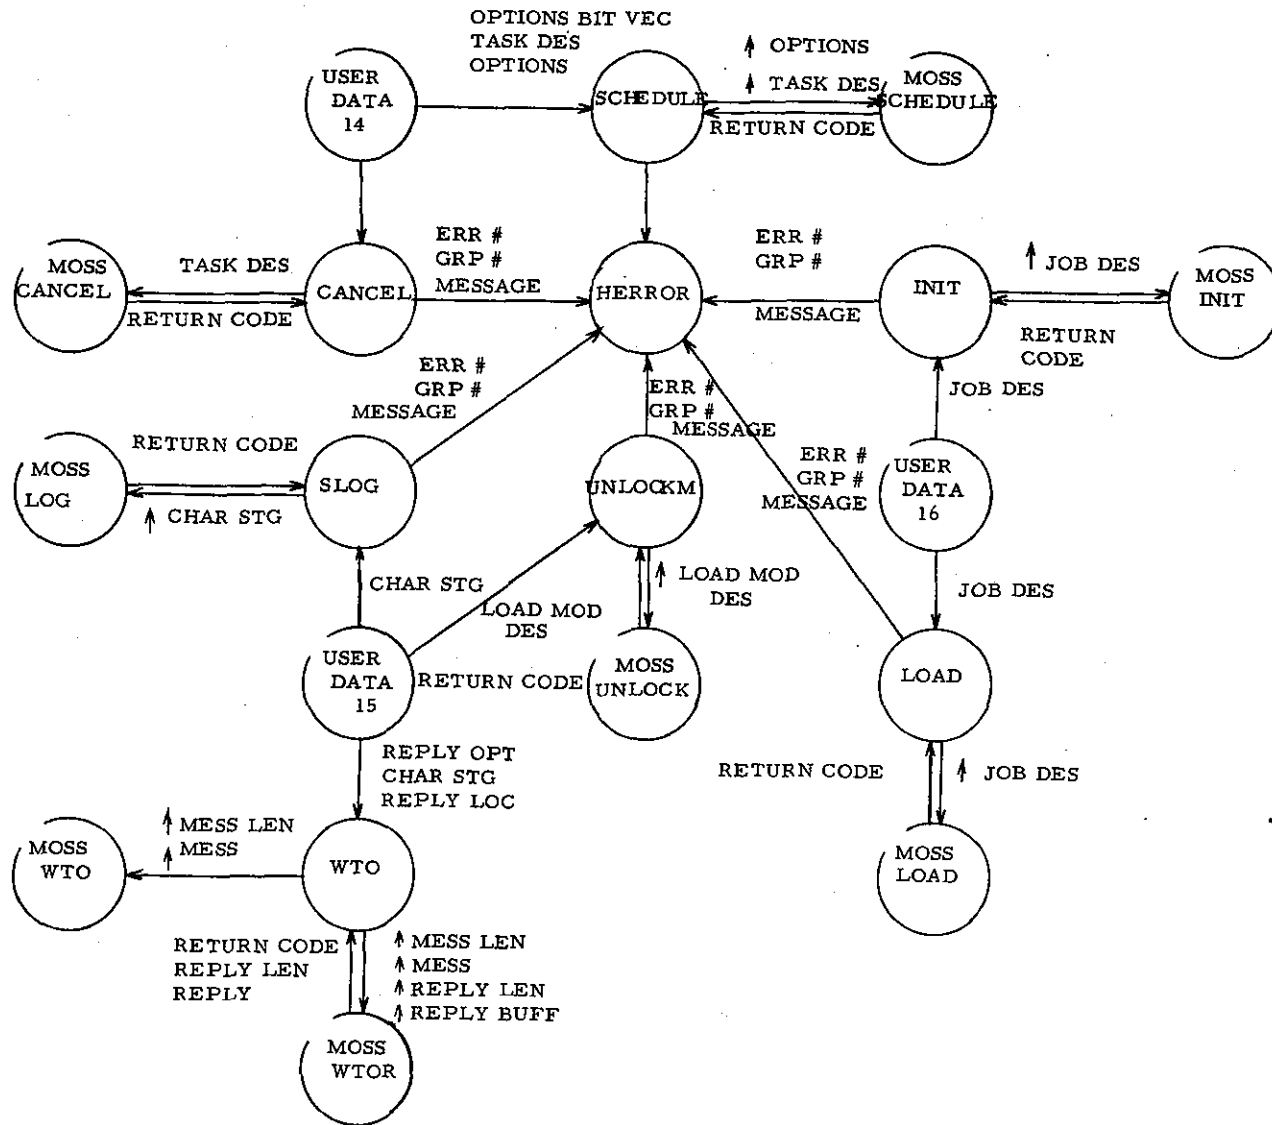 OPTIONS BIT VEC
TASK DES
OPTIONS
USER
DATA
14
SCHEDULE
↑ OPTIONS
↑ TASK DES
RETURN CODE
MOSS
SCHEDULE
MOSS
CANCEL
TASK DES
RETURN CODE
CANCEL
ERR #
GRP #
MESSAGE
HERROR
ERR #
GRP #
MESSAGE
INIT
↑ JOB DES
RETURN
CODE
MOSS
INIT
ERR #
GRP #
MESSAGE
ERR #
GRP #
MESSAGE
JOB DES
MOSS
LOG
RETURN CODE
↑ CHAR STG
SLOG
UNLOCKM
ERR #
GRP #
MESSAGE
USER
DATA
16
CHAR STG
LOAD MOD
DES
↑ LOAD MOD
DES
JOB DES
USER
DATA
15
RETURN CODE
MOSS
UNLOCK
LOAD
REPLY OPT
CHAR STG
REPLY LOC
RETURN CODE
↑ JOB DES
MOSS
WTO
↑ MESS LEN
↑ MESS
WTO
MOSS
LOAD
RETURN CODE
REPLY LEN
REPLY
↑ MESS LEN
↑ MESS
↑ REPLY LEN
↑ REPLY BUFF
MOSS
WTOR